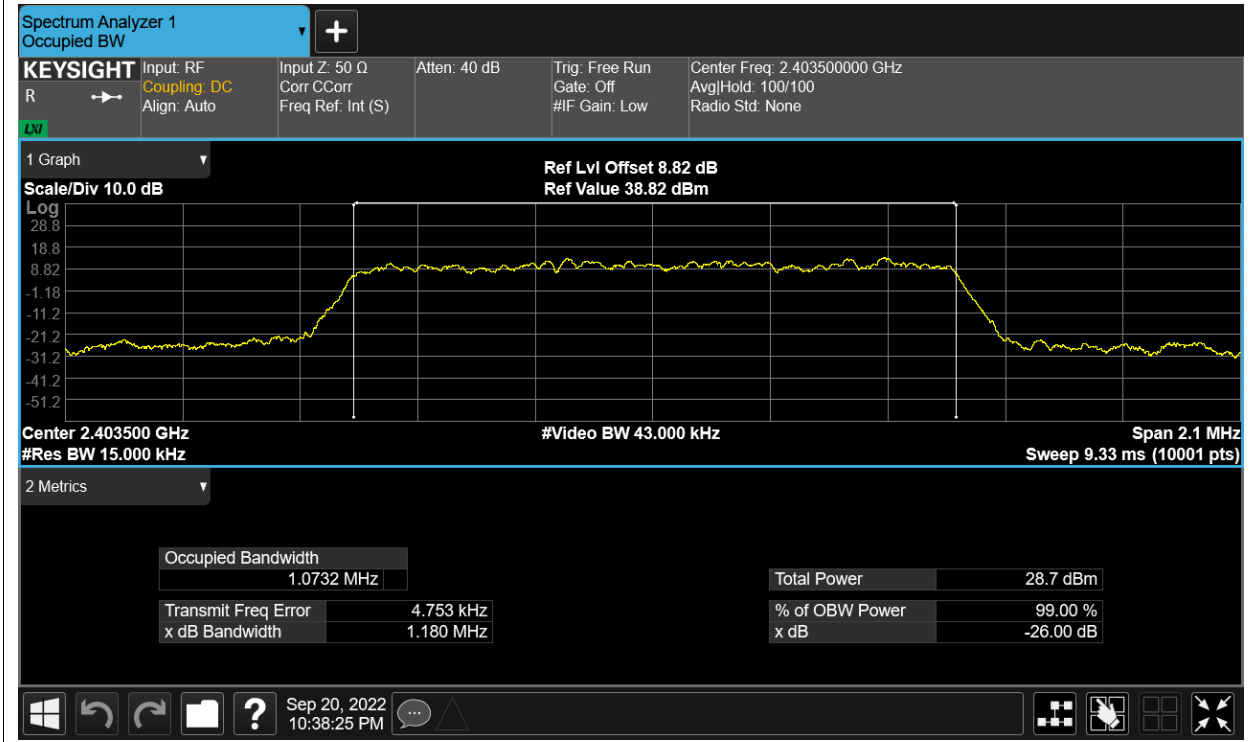 Spectrum Analyzer 1
Occupied BW
KEYSIGHT
R
LXI
Input: RF
Coupling: DC
Align: Auto
Input Z: 50 Ω
Corr CCorr
Freq Ref: Int (S)
Atten: 40 dB
Trig: Free Run
Gate: Off
#IF Gain: Low
Center Freq: 2.403500000 GHz
Avg|Hold: 100/100
Radio Std: None
1 Graph
Scale/Div 10.0 dB
Ref Lvl Offset 8.82 dB
Ref Value 38.82 dBm
Log
28.8
18.8
8.82
-1.18
-11.2
-21.2
-31.2
-41.2
-51.2
Center 2.403500 GHz
#Video BW 43.000 kHz
Span 2.1 MHz
#Res BW 15.000 kHz
Sweep 9.33 ms (10001 pts)
2 Metrics
Occupied Bandwidth
1.0732 MHz
Total Power 28.7 dBm
Transmit Freq Error 4.753 kHz
% of OBW Power 99.00 %
x dB Bandwidth 1.180 MHz
x dB -26.00 dB
?
Sep 20, 2022
10:38:25 PM